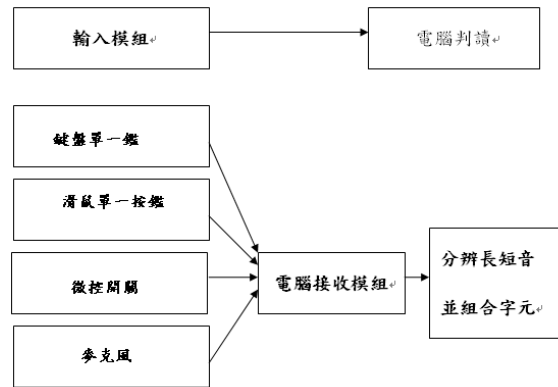 輸入模組
電腦判讀
鍵盤單一鑑
滑鼠單一按鑑
微控開關
麥克風
電腦接收模組
分辨長短音
並組合字元